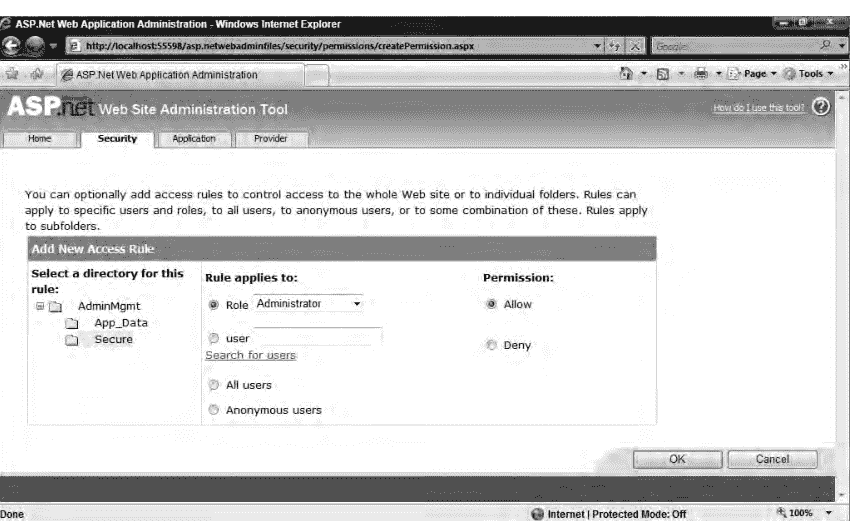 ASP.Net Web Application Administration - Windows Internet Explorer
http://localhost:55598/asp.netwebadminfiles/security/permissions/createPermission.aspx
Google
ASP.Net Web Application Administration
Page
Tools
ASP.net Web Site Administration Tool
How do I use this tool? ?
Home Security Application Provider
You can optionally add access rules to control access to the whole Web site or to individual folders. Rules can
apply to specific users and roles, to all users, to anonymous users, or to some combination of these. Rules apply
to subfolders.
Add New Access Rule
Select a directory for this
rule:
AdminMgmt
App_Data
Secure
Rule applies to:
Role Administrator
user
Search for users
All users
Anonymous users
Permission:
Allow
Deny
OK Cancel
Done
Internet | Protected Mode: Off
100%